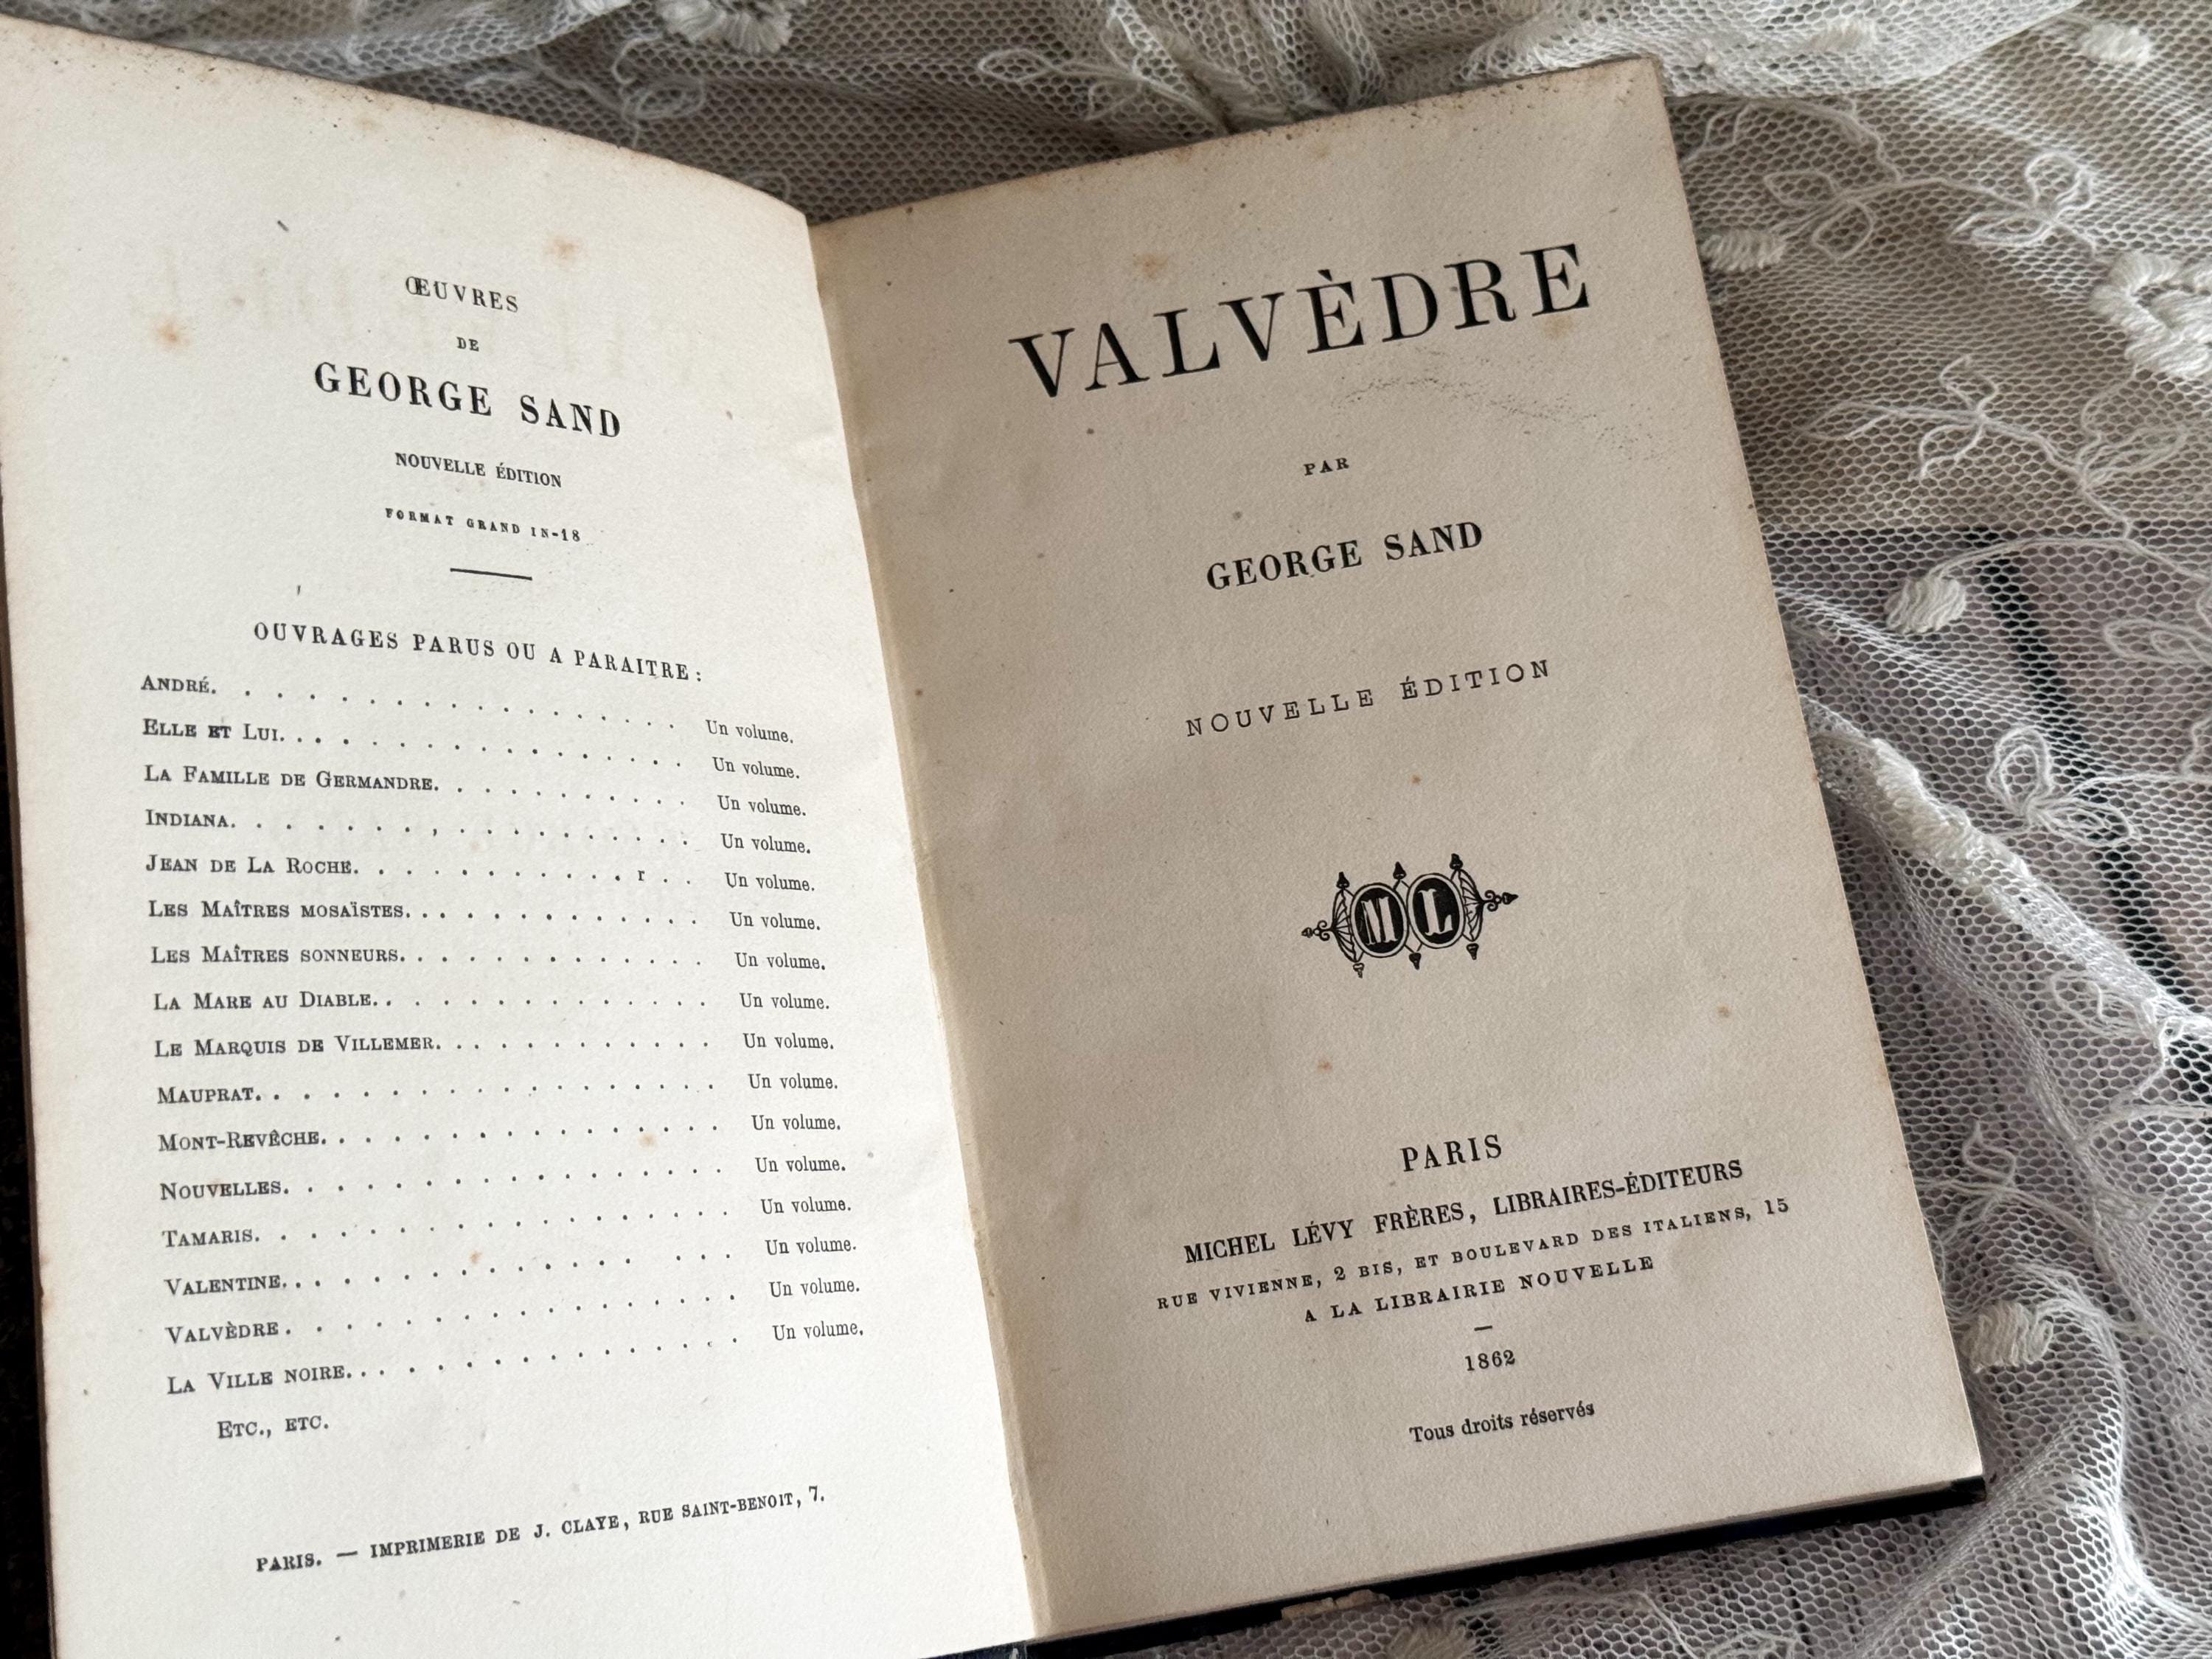 ŒUVRES
DE
GEORGE SAND
NOUVELLE ÉDITION
FORMAT GRAND IN-18
OUVRAGES PARUS OU A PARAITRE :
ANDRÉ. . . . . . . . . . . . . . . . . Un volume.
ELLE ET LUI. . . . . . . . . . . . . . . . Un volume.
LA FAMILLE DE GERMANDRE. . . . . . . . . . Un volume.
INDIANA. . . . . . . , . . . . . . . . . Un volume.
JEAN DE LA ROCHE. . . . . . . . . . . r . . Un volume.
LES MAÎTRES MOSAÏSTES. . . . . . . . . . . . Un volume.
LES MAÎTRES SONNEURS. . . . . . . . . . . . Un volume.
LA MARE AU DIABLE. . . . . . . . . . . . . Un volume.
LE MARQUIS DE VILLEMER. . . . . . . . . . . Un volume.
MAUPRAT. . . . . . . . . . . . . . . . . Un volume.
MONT-REVÊCHE. . . . . . . . . . . . . . . Un volume.
NOUVELLES. . . . . . . . . . . . . . . . Un volume.
TAMARIS. . . . . . . . . . . . . . . . . Un volume.
VALENTINE. . . . . . . . . . . . . . . . Un volume.
VALVÈDRE . . . . . . . . . . . . . . . . Un volume.
LA VILLE NOIRE. . . . . . . . . . . . . . Un volume.
ETC., ETC.
PARIS. — IMPRIMERIE DE J. CLAYE, RUE SAINT-BENOIT, 7.
VALVÈDRE
PAR
GEORGE SAND
NOUVELLE ÉDITION
ML
PARIS
MICHEL LÉVY FRÈRES, LIBRAIRES-ÉDITEURS
RUE VIVIENNE, 2 BIS, ET BOULEVARD DES ITALIENS, 15
A LA LIBRAIRIE NOUVELLE
—
1862
Tous droits réservés